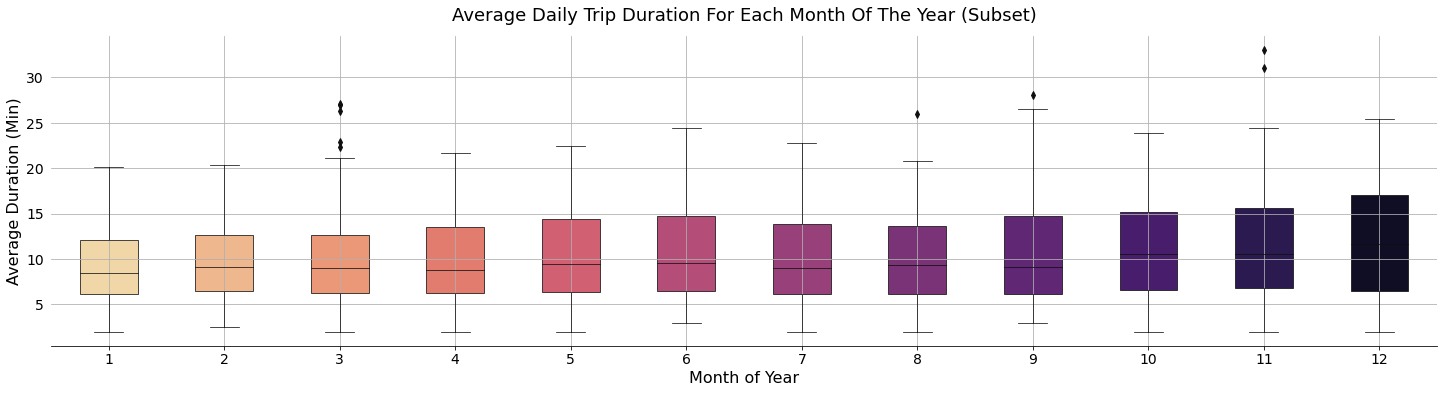 Average Daily Trip Duration For Each Month Of The Year (Subset)
Average Duration (Min)
30
25
20
15
10
5
1 2 3 4 5 6 7 8 9 10 11 12
Month of Year